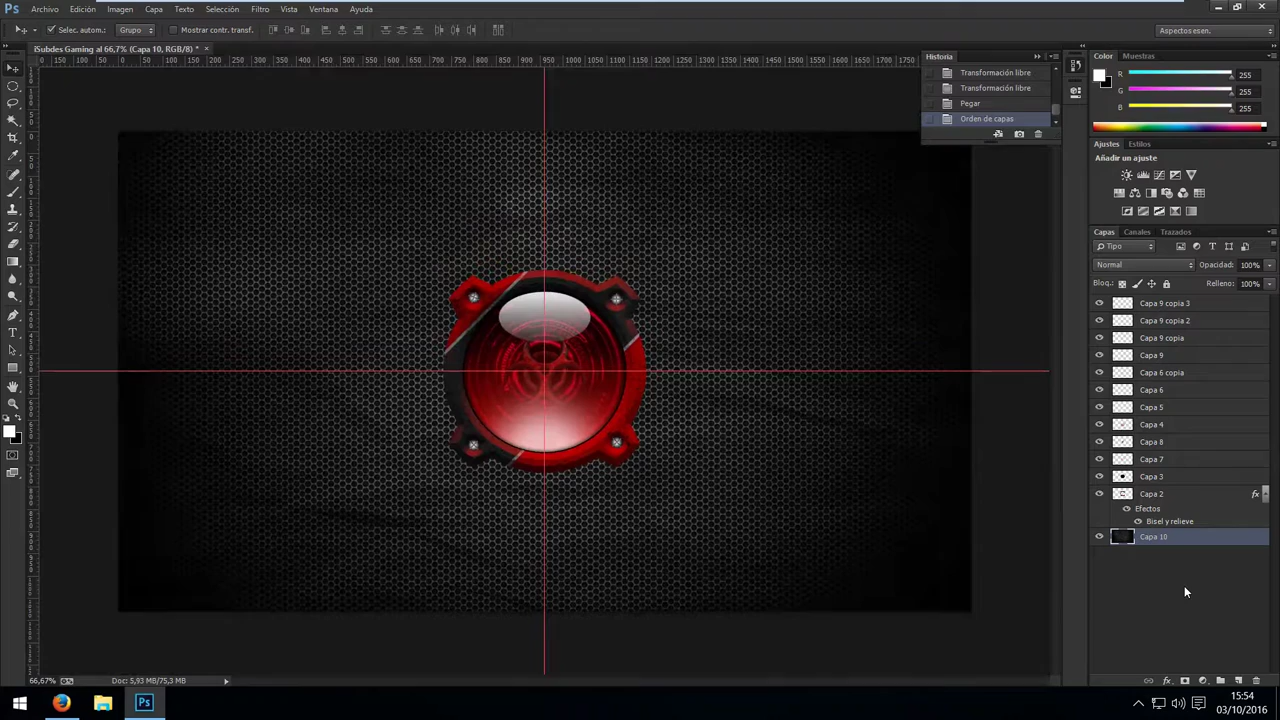 Ps Archivo Edición Imagen Capa Texto Selección Filtro Vista Ventana Ayuda
Selec. autom.: Grupo Mostrar contr. transf. Aspectos esen.
iSubdes Gaming al 66,7% (Capa 10, RGB/8) * ×
Historia
Transformación libre
Transformación libre
Pegar
Orden de capas
Color Muestras
R 255
G 255
B 255
Ajustes Estilos
Añadir un ajuste
Capas Canales Trazados
Tipo
Normal Opacidad: 100%
Bloq.: Relleno: 100%
Capa 9 copia 3
Capa 9 copia 2
Capa 9 copia
Capa 9
Capa 6 copia
Capa 6
Capa 5
Capa 4
Capa 8
Capa 7
Capa 3
Capa 2 fx
Efectos
Bisel y relieve
Capa 10
66,67% Doc: 5,93 MB/75,3 MB
fx
Ps
15:54
03/10/2016